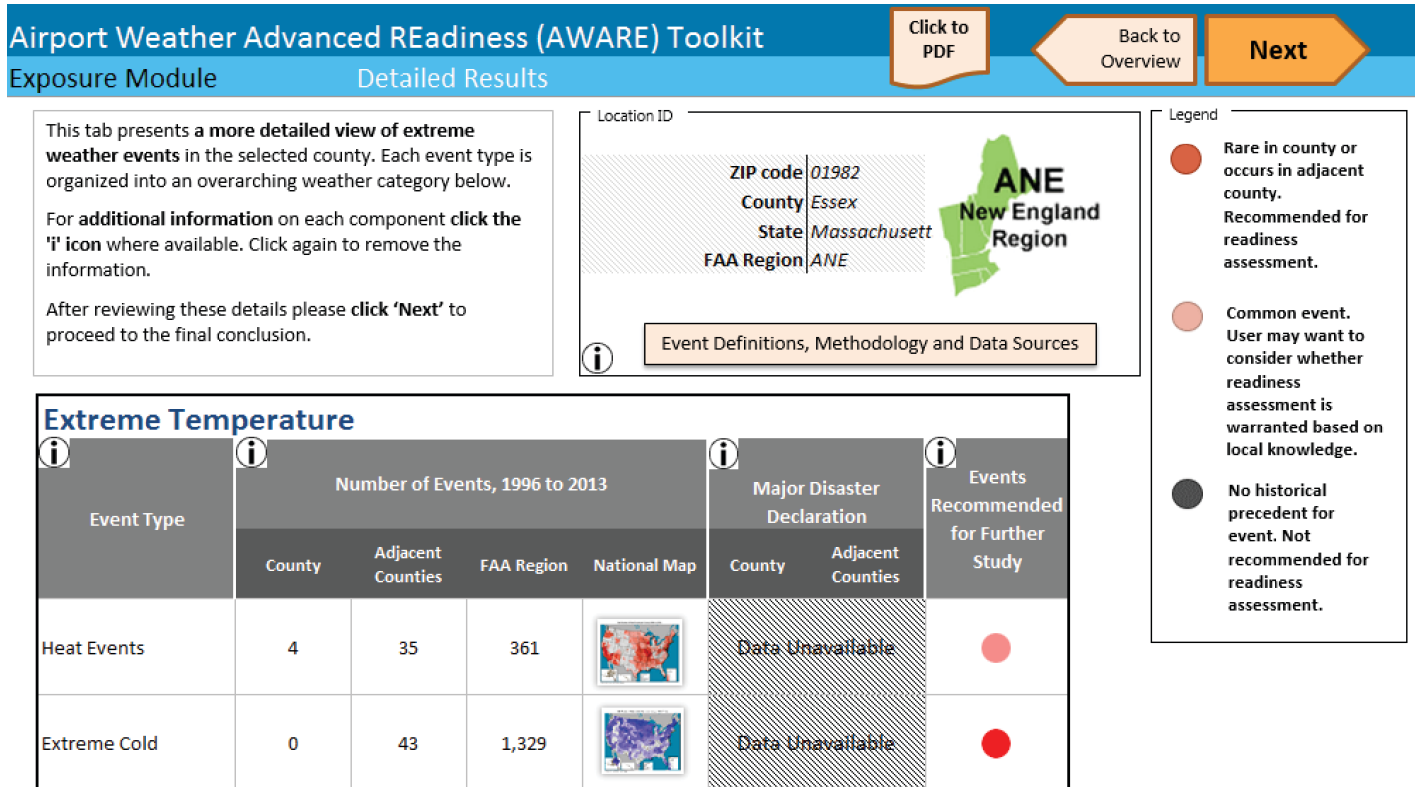 Airport Weather Advanced REadiness (AWARE) Toolkit
Exposure Module
Detailed Results
Click to
PDF
Back to
Overview
Next
This tab presents a more detailed view of extreme
weather events in the selected county. Each event type is
organized into an overarching weather category below.
For additional information on each component click the
'i' icon where available. Click again to remove the
information.
After reviewing these details please click ‘Next’ to
proceed to the final conclusion.
Location ID
ZIP code 01982
County Essex
State Massachusett
FAA Region ANE
ANE
New England
Region
i
Event Definitions, Methodology and Data Sources
Legend
Rare in county or
occurs in adjacent
county.
Recommended for
readiness
assessment.
Common event.
User may want to
consider whether
readiness
assessment is
warranted based on
local knowledge.
No historical
precedent for
event. Not
recommended for
readiness
assessment.
Extreme Temperature
i
i
i
i
Event Type
Number of Events, 1996 to 2013
Major Disaster
Declaration
Events
Recommended
for Further
Study
County
Adjacent
Counties
FAA Region
National Map
County
Adjacent
Counties
Heat Events 4 35 361 Data Unavailable
Extreme Cold 0 43 1,329 Data Unavailable